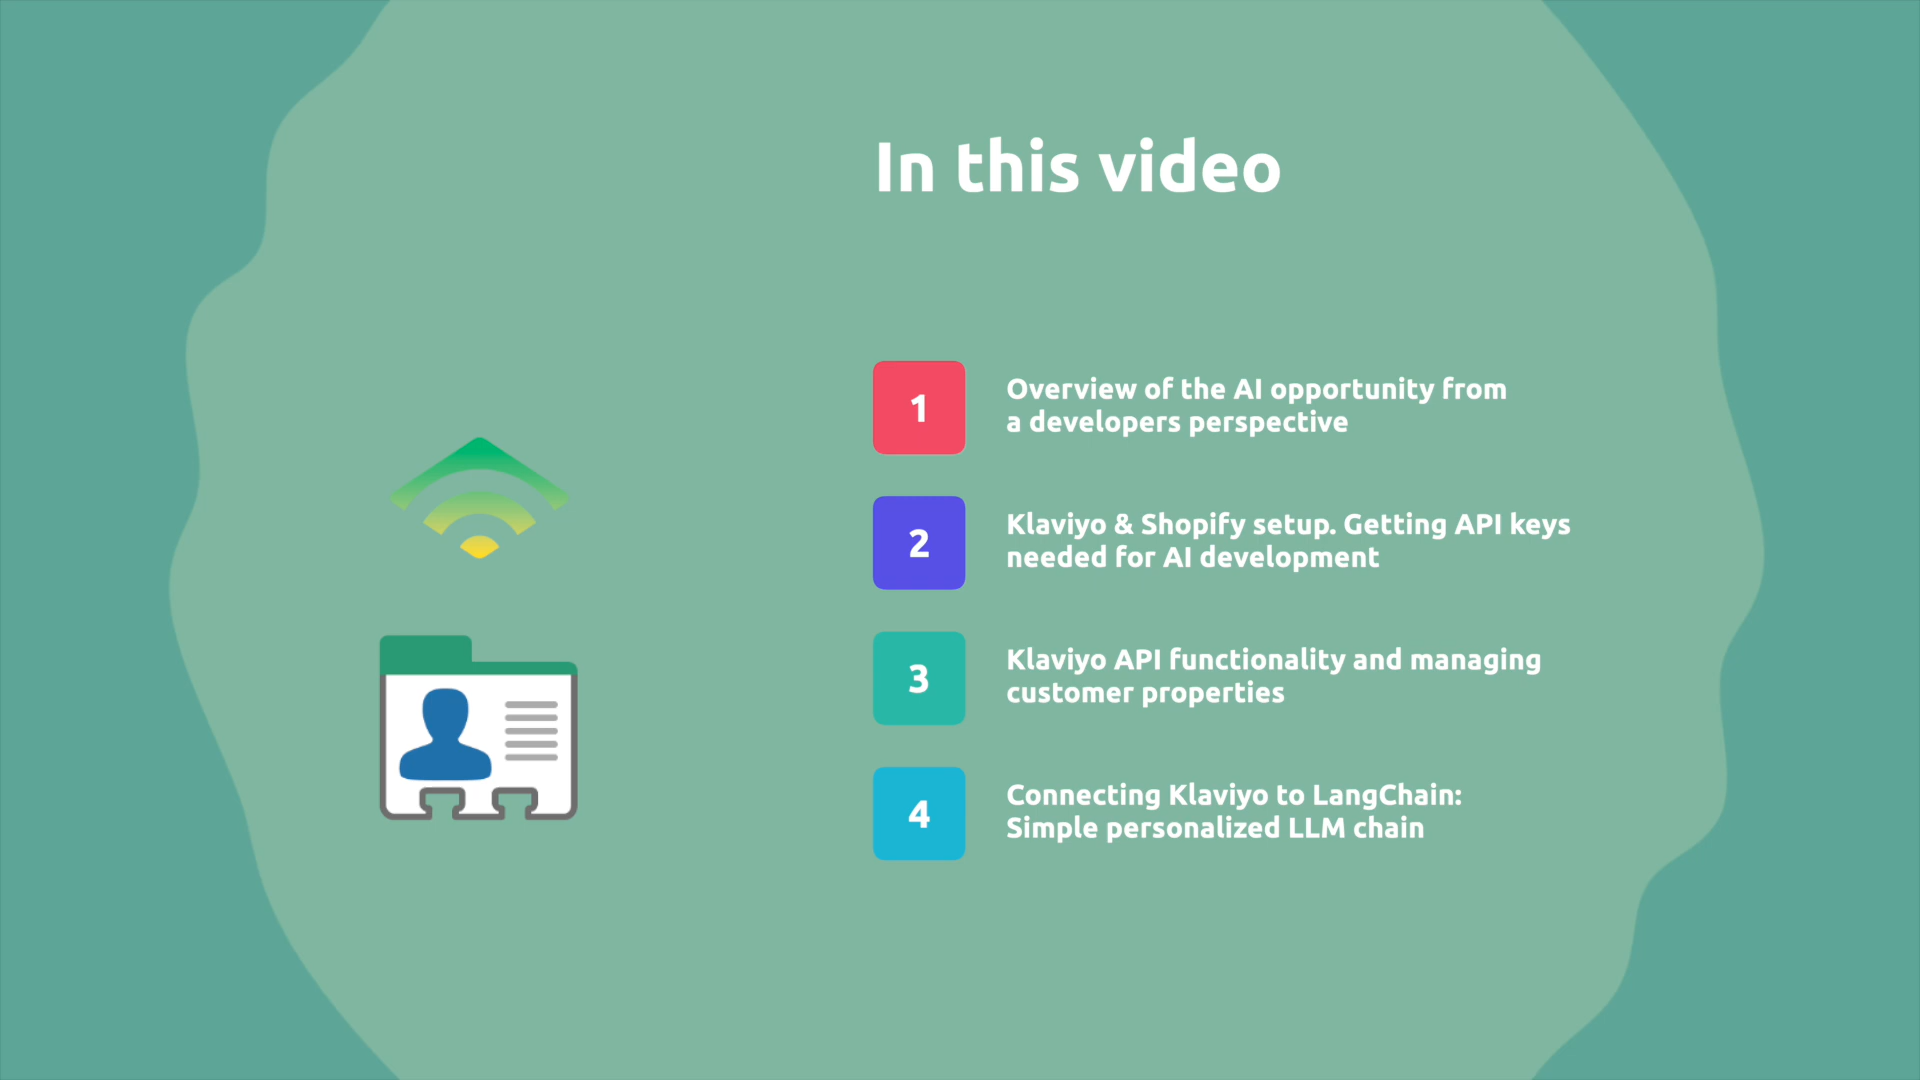 In this video
1
Overview of the AI opportunity from
a developers perspective
2
Klaviyo & Shopify setup. Getting API keys
needed for AI development
3
Klaviyo API functionality and managing
customer properties
4
Connecting Klaviyo to LangChain:
Simple personalized LLM chain